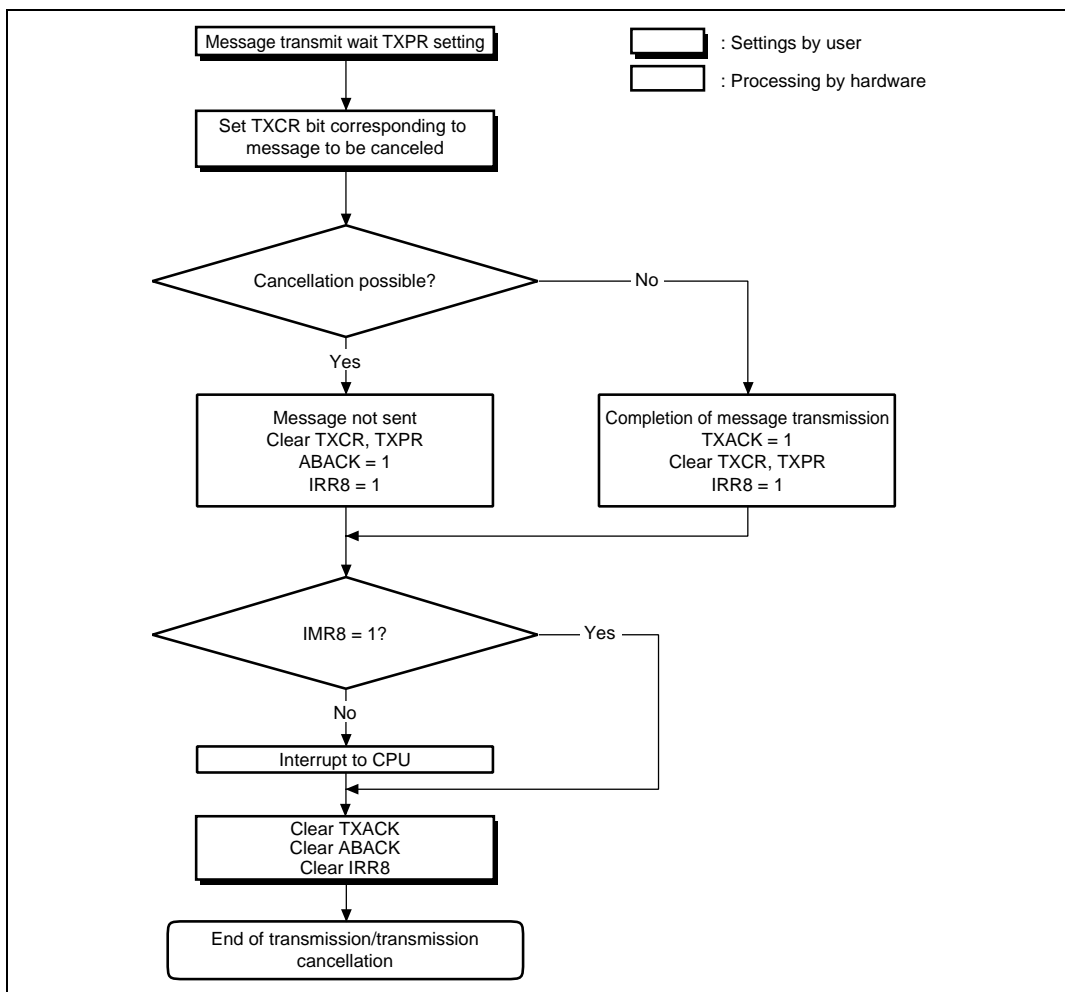 Message transmit wait TXPR setting
: Settings by user
: Processing by hardware
Set TXCR bit corresponding to
message to be canceled
Cancellation possible?
No
Yes
Message not sent
Clear TXCR, TXPR
ABACK = 1
IRR8 = 1
Completion of message transmission
TXACK = 1
Clear TXCR, TXPR
IRR8 = 1
IMR8 = 1?
Yes
No
Interrupt to CPU
Clear TXACK
Clear ABACK
Clear IRR8
End of transmission/transmission
cancellation